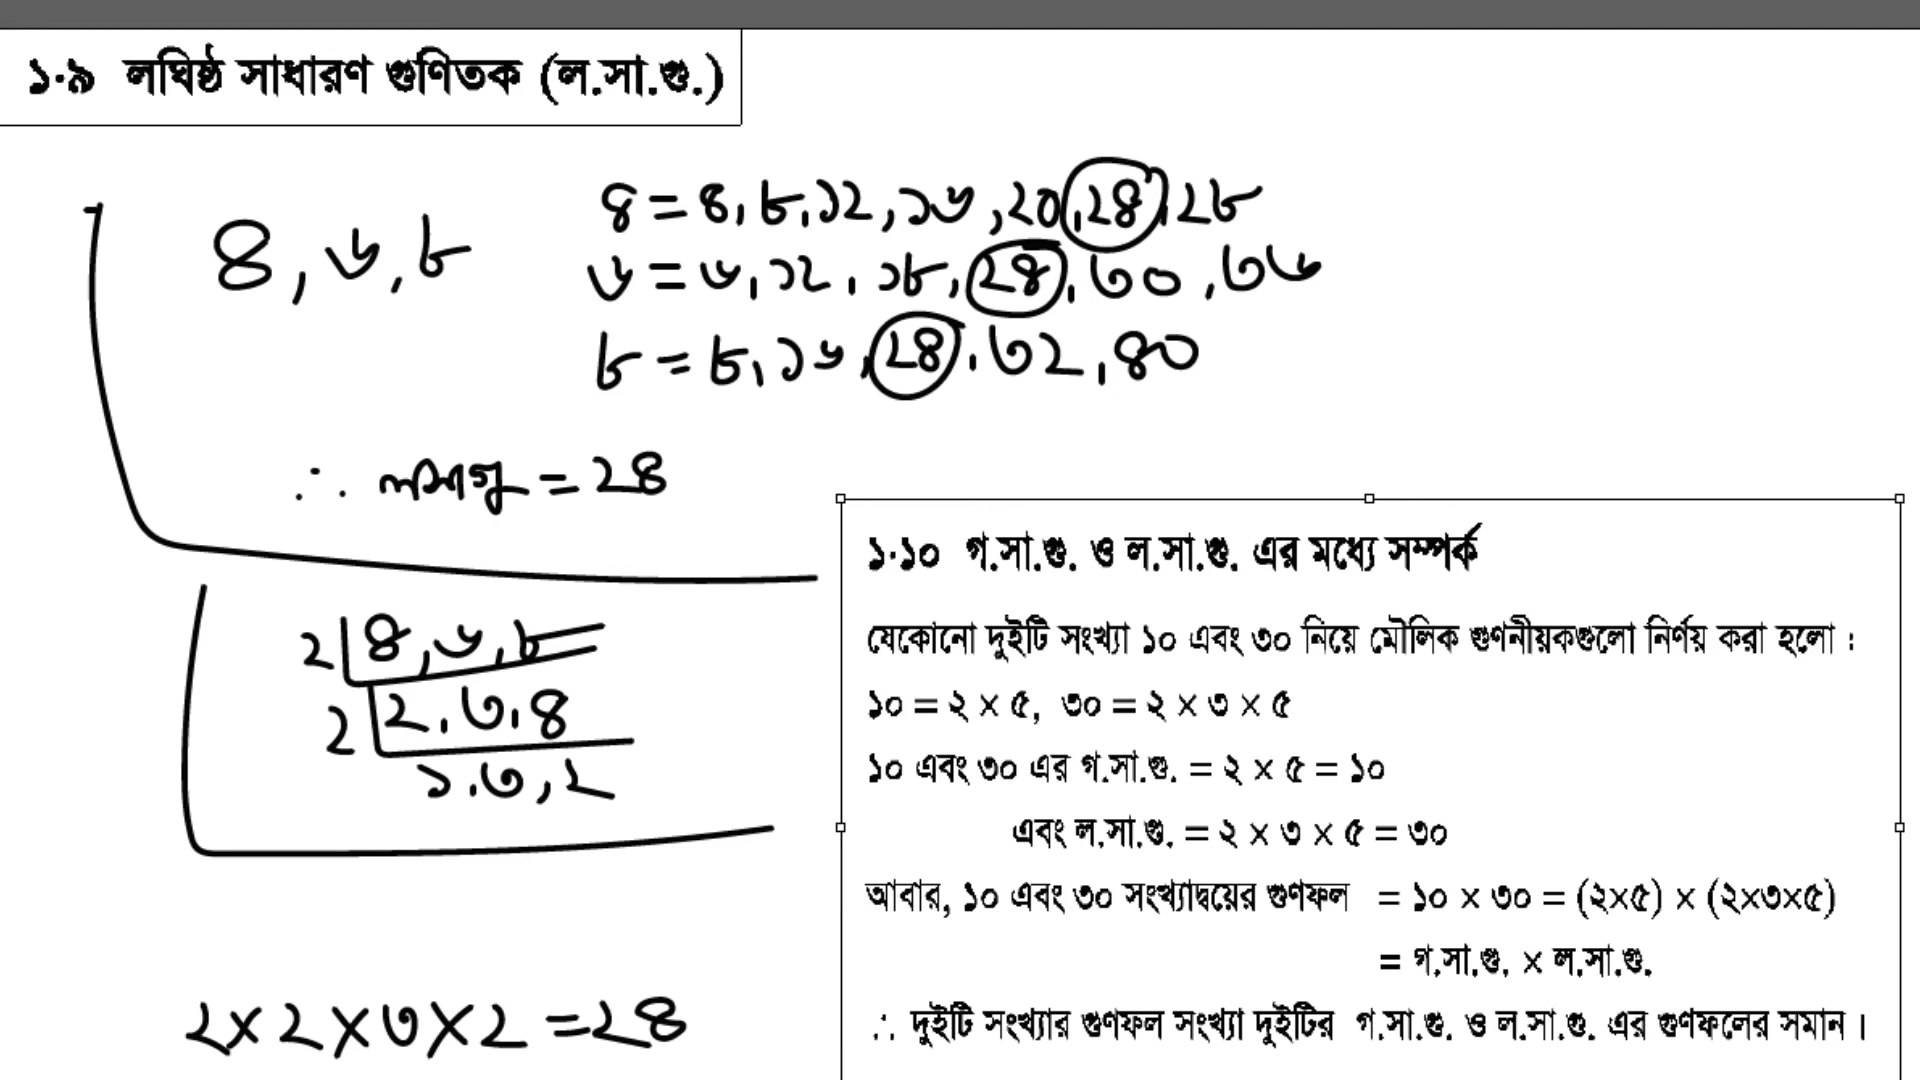 ১.৯ লঘিষ্ঠ সাধারণ গুণিতক (ল.সা.গু.)
৪, ৬, ৮
৪ = ৪, ৮, ১২, ১৬, ২০, ২৪, ২৮
৬ = ৬, ১২, ১৮, ২৪, ৩০, ৩৬
৮ = ৮, ১৬, ২৪, ৩২, ৪০
∴ লসাগু = ২৪
২ | ৪, ৬, ৮
২ | ২, ৩, ৪
১, ৩, ২
২ × ২ × ৩ × ২ = ২৪
১.১০ গ.সা.গু. ও ল.সা.গু. এর মধ্যে সম্পর্ক
যেকোনো দুইটি সংখ্যা ১০ এবং ৩০ নিয়ে মৌলিক গুণনীয়কগুলো নির্ণয় করা হলো :
১০ = ২ × ৫, ৩০ = ২ × ৩ × ৫
১০ এবং ৩০ এর গ.সা.গু. = ২ × ৫ = ১০
এবং ল.সা.গু. = ২ × ৩ × ৫ = ৩০
আবার, ১০ এবং ৩০ সংখ্যাদ্বয়ের গুণফল = ১০ × ৩০ = (২×৫) × (২×৩×৫)
= গ.সা.গু. × ল.সা.গু.
∴ দুইটি সংখ্যার গুণফল সংখ্যা দুইটির গ.সা.গু. ও ল.সা.গু. এর গুণফলের সমান।